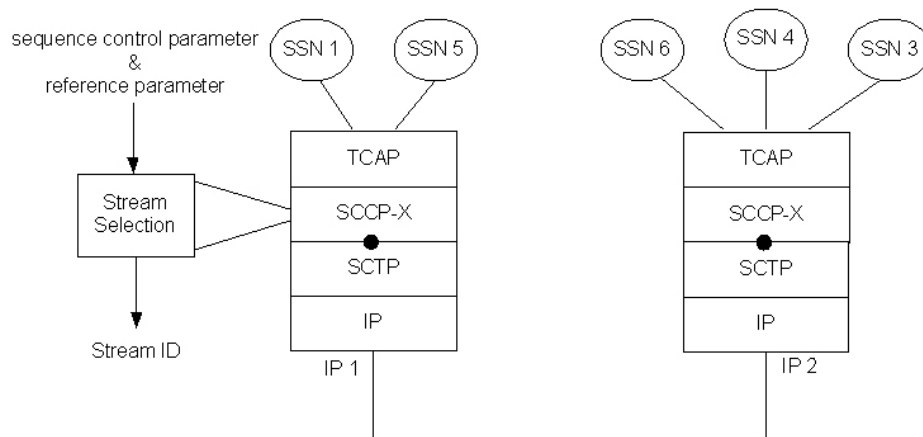 sequence control parameter
&
reference parameter
Stream
Selection
Stream ID
SSN 1
SSN 5
TCAP
SCCP-X
SCTP
IP
IP 1
SSN 6
SSN 4
SSN 3
TCAP
SCCP-X
SCTP
IP
IP 2